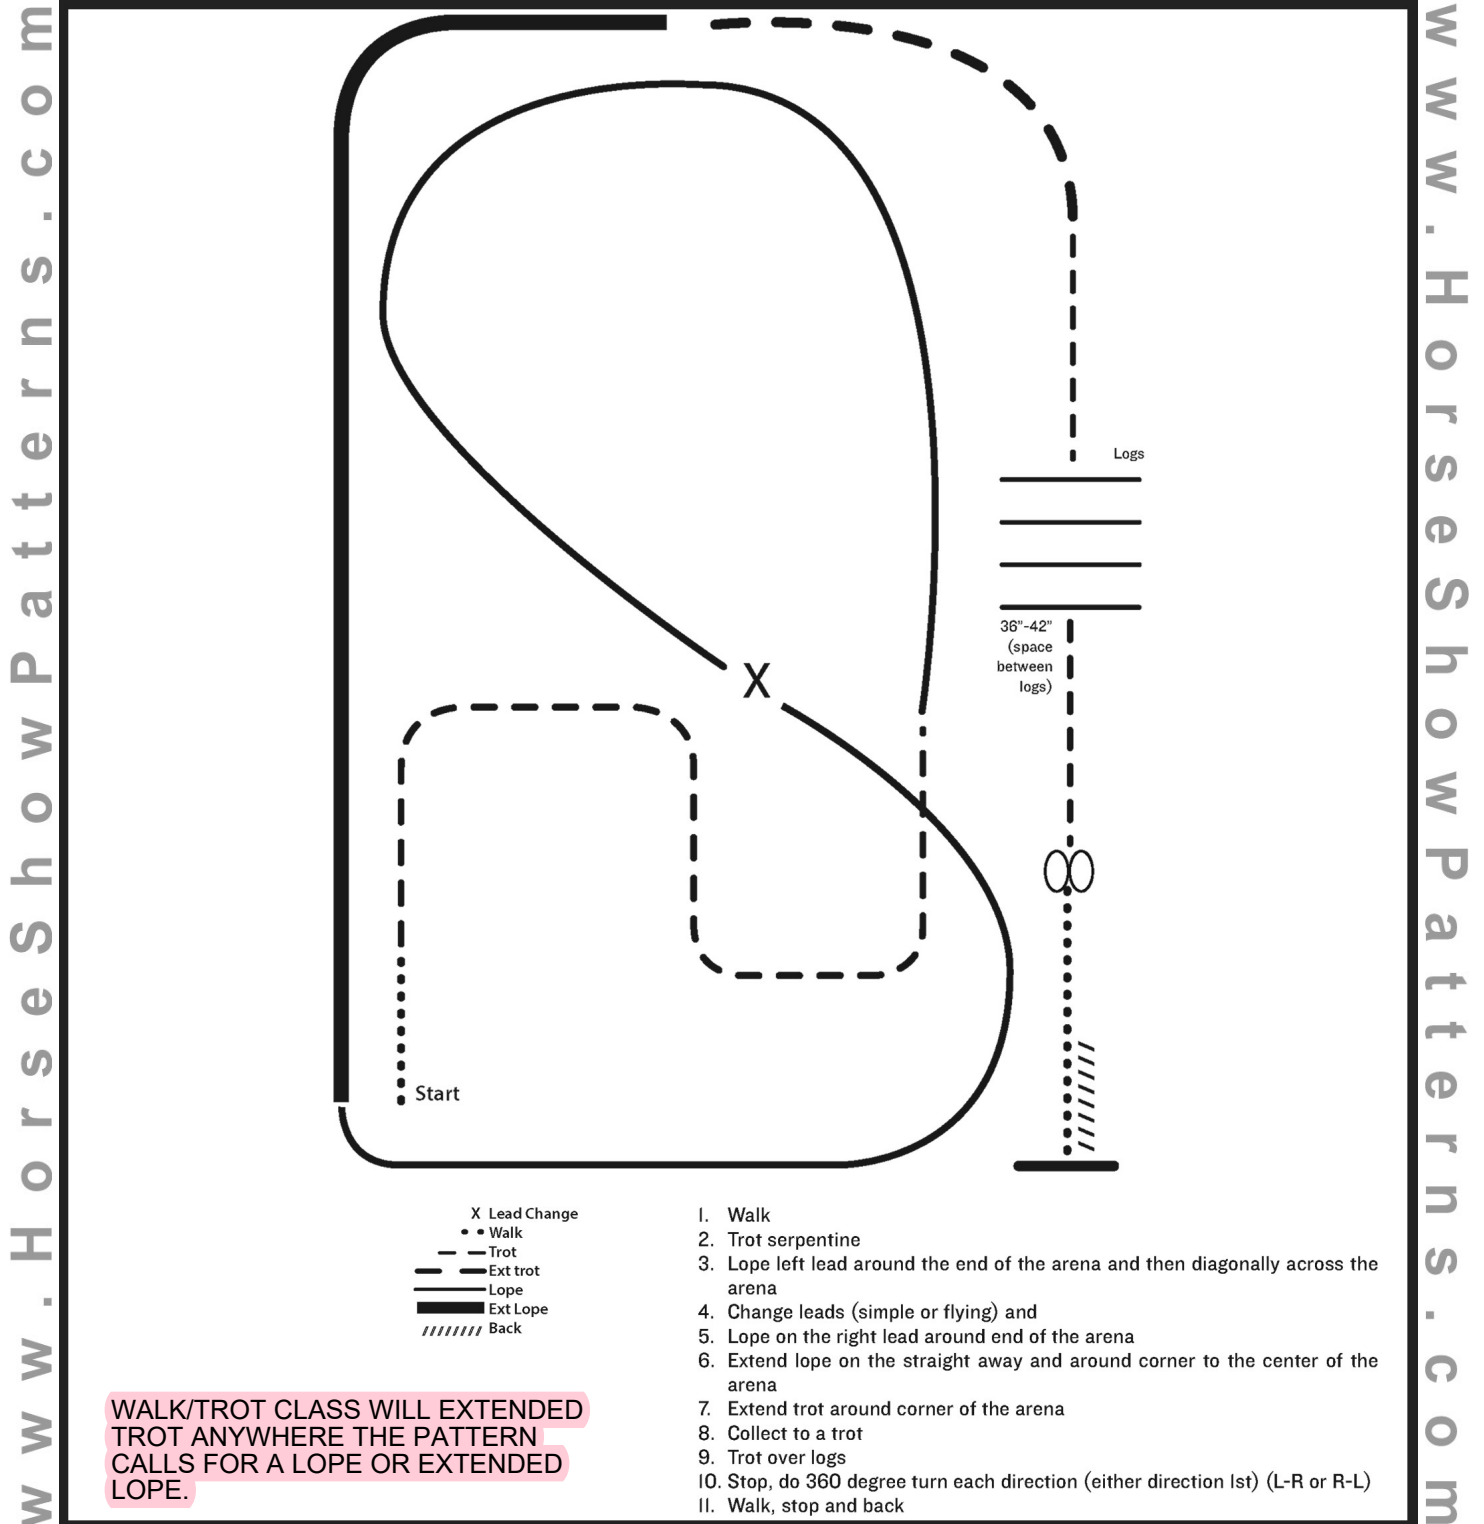 www.HorseShowPatterns.com
www.HorseShowPatterns.com
Logs
36"-42"
(space
between
logs)
X
Start
X Lead Change
Walk
Trot
Ext trot
Lope
Ext Lope
Back
1. Walk
2. Trot serpentine
3. Lope left lead around the end of the arena and then diagonally across the
arena
4. Change leads (simple or flying) and
5. Lope on the right lead around end of the arena
6. Extend lope on the straight away and around corner to the center of the
arena
7. Extend trot around corner of the arena
8. Collect to a trot
9. Trot over logs
10. Stop, do 360 degree turn each direction (either direction 1st) (L-R or R-L)
11. Walk, stop and back
WALK/TROT CLASS WILL EXTENDED
TROT ANYWHERE THE PATTERN
CALLS FOR A LOPE OR EXTENDED
LOPE.